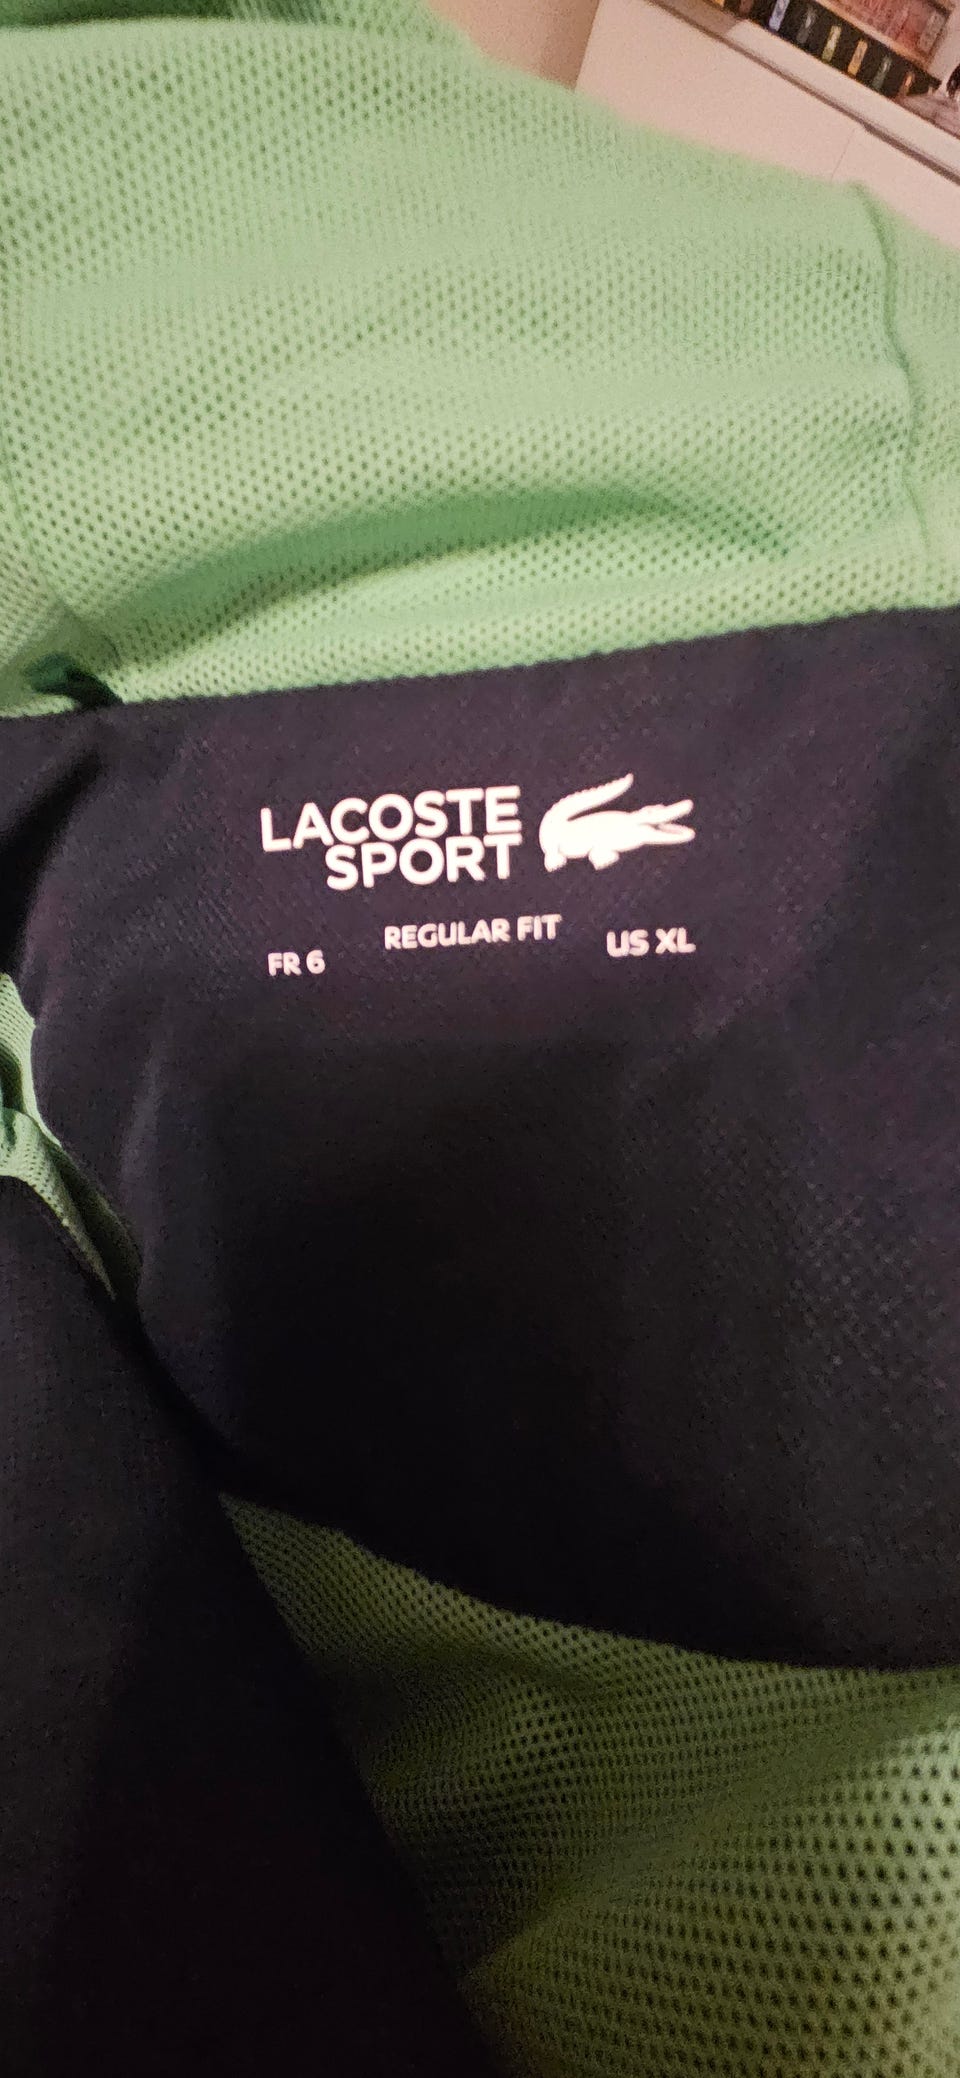 LACOSTE
SPORT
REGULAR FIT
FR 6
US XL